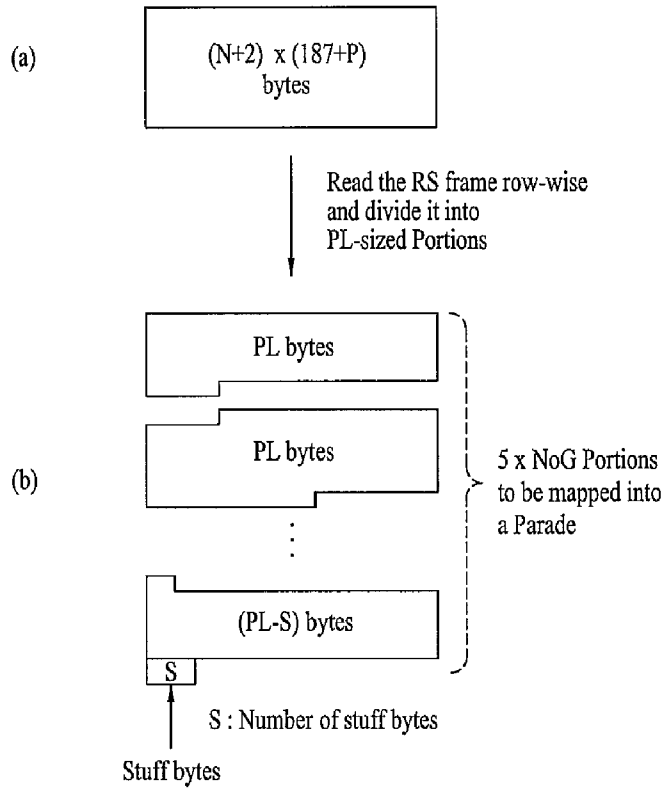 (a)
(N+2) x (187+P)
bytes
Read the RS frame row-wise
and divide it into
PL-sized Portions
(b)
PL bytes
PL bytes
(PL-S) bytes
5 x NoG Portions
to be mapped into
a Parade
S
S : Number of stuff bytes
Stuff bytes